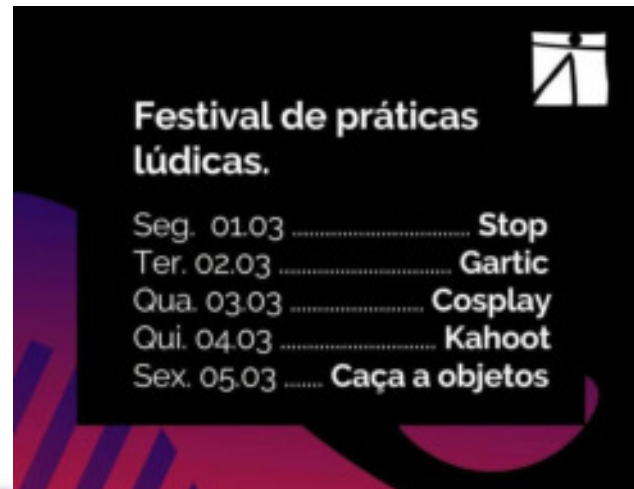 Festival de práticas
lúdicas.
Seg. 01.03 ................................... Stop
Ter. 02.03 .................................. Gartic
Qua. 03.03 .......................... Cosplay
Qui. 04.03 .............................. Kahoot
Sex. 05.03 ....... Caça a objetos